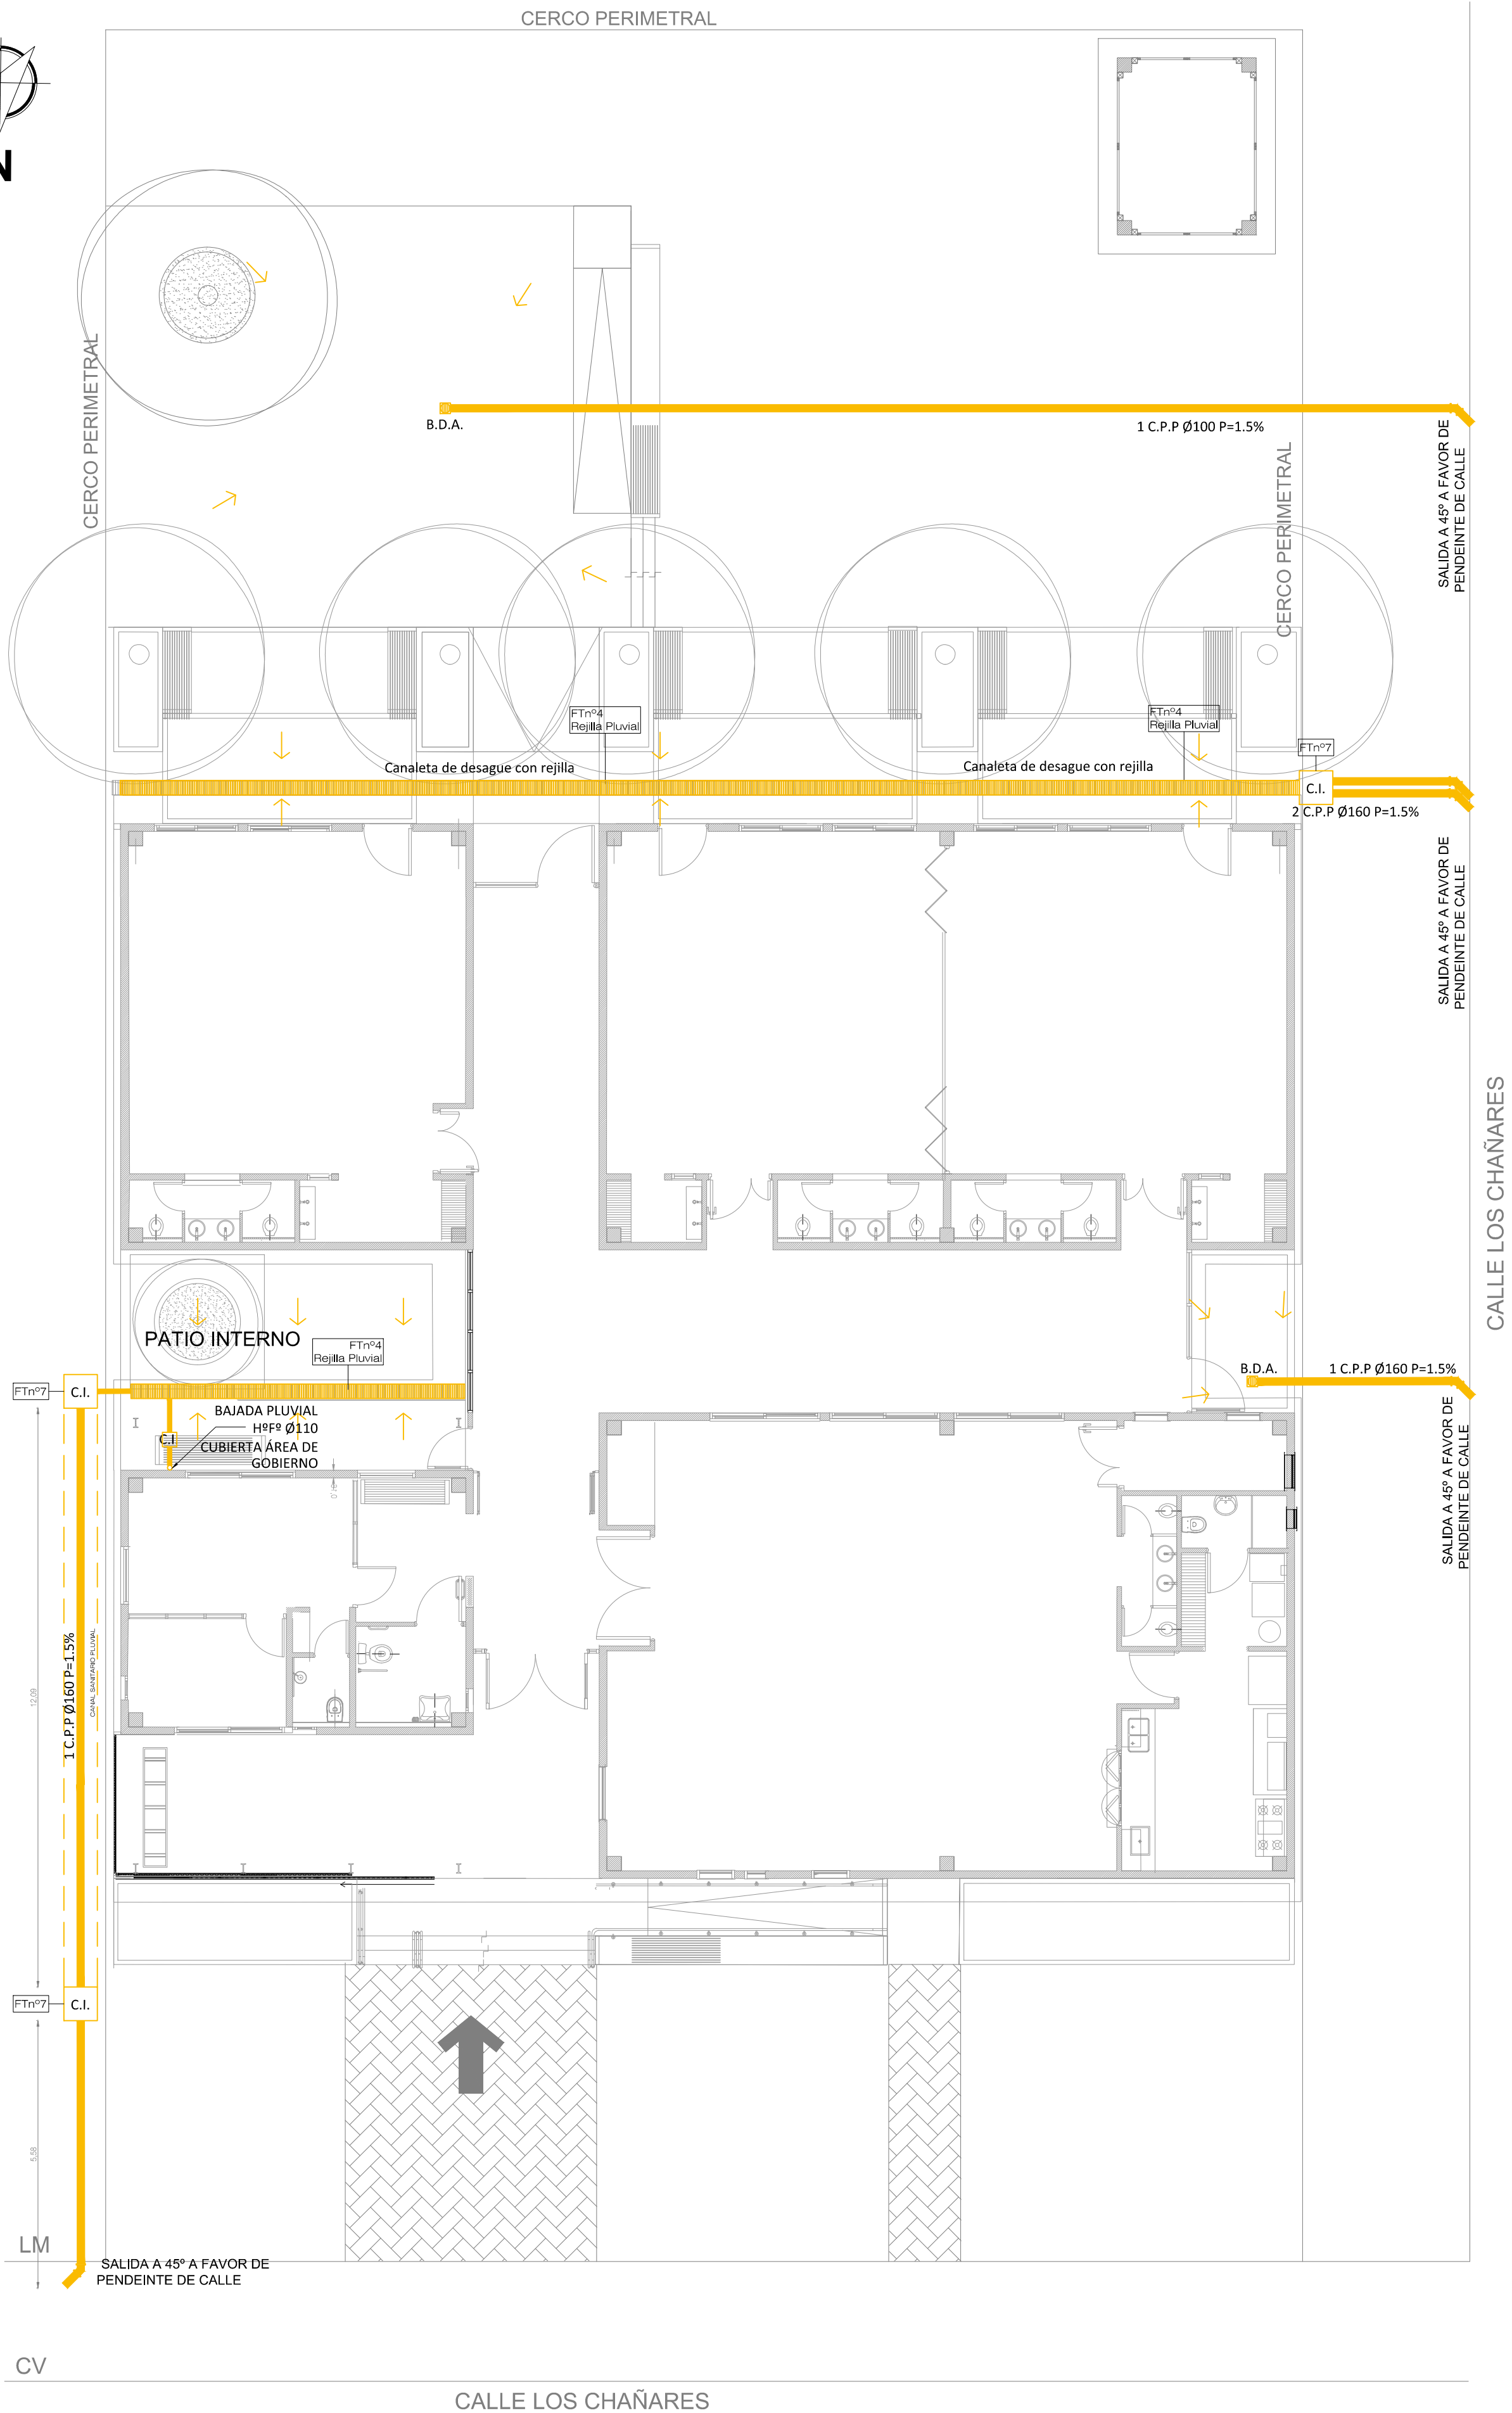 CERCO PERIMETRAL
N
CERCO PERIMETRAL
B.D.A.
1 C.P.P Ø100 P=1.5%
SALIDA A 45º A FAVOR DE
PENDEINTE DE CALLE
CERCO PERIMETRAL
FTnº4
Rejilla Pluvial
FTnº4
Rejilla Pluvial
FTnº7
Canaleta de desague con rejilla
Canaleta de desague con rejilla
C.I.
2 C.P.P Ø160 P=1.5%
SALIDA A 45º A FAVOR DE
PENDEINTE DE CALLE
CALLE LOS CHAÑARES
PATIO INTERNO
FTnº4
Rejilla Pluvial
FTnº7
C.I.
B.D.A.
1 C.P.P Ø160 P=1.5%
SALIDA A 45º A FAVOR DE
PENDEINTE DE CALLE
BAJADA PLUVIAL
HºFº Ø110
CUBIERTA ÁREA DE
GOBIERNO
C.I
1 C.P.P Ø160 P=1.5%
CANAL SANITARIO PLUVIAL
12.09
FTnº7
C.I.
5.58
LM
SALIDA A 45º A FAVOR DE
PENDEINTE DE CALLE
CV
CALLE LOS CHAÑARES